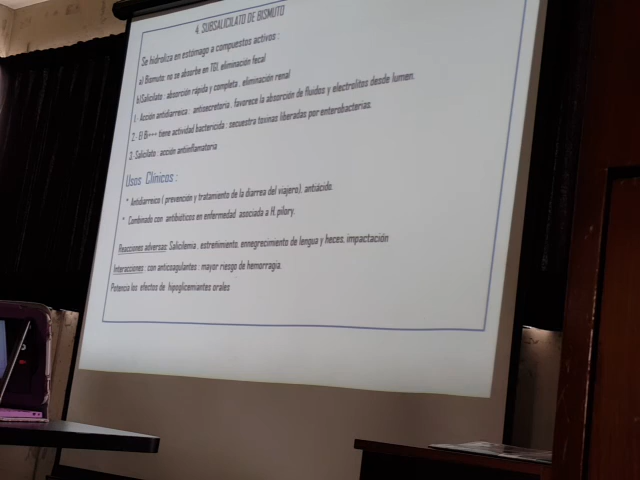 4. SUBSALICILATO DE BISMUTO
Se hidroliza en estómago a compuestos activos :
a) Bismuto: no se absorbe en TGI, eliminación fecal
b)Salicilato : absorción rápida y completa , eliminación renal
1.- Acción antidiarreica : antisecretoria , favorece la absorción de fluidos y electrolitos desde lumen.
2.- El Bi+++ tiene actividad bactericida : secuestra toxinas liberadas por enterobacterias.
3. Salicilato : acción antiinflamatoria
Usos Clínicos :
* Antidiarreico ( prevención y tratamiento de la diarrea del viajero), antiácido.
* Combinado con antibióticos en enfermedad asociada a H. pilory.
Reacciones adversas: Salicilemia , estreñimiento, ennegrecimiento de lengua y heces, impactación
Interacciones : con anticoagulantes : mayor riesgo de hemorragia.
Potencia los efectos de hipoglicemiantes orales